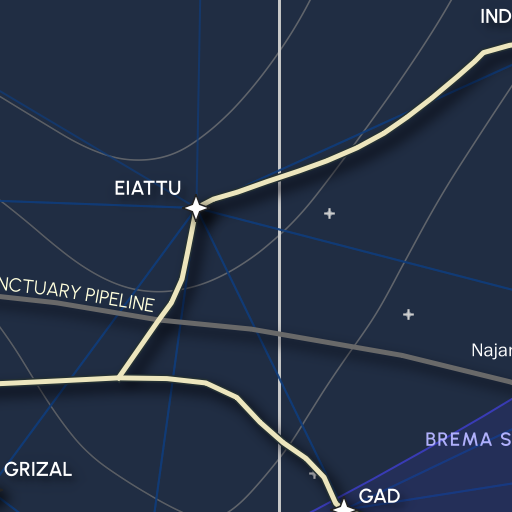 IND
EIATTU
NCTUARY PIPELINE
Najar
BREMA S
GRIZAL
GAD